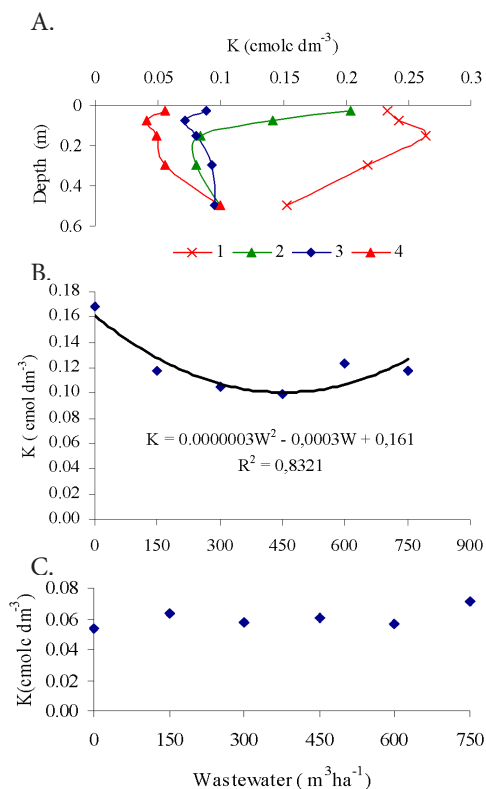 A.
K (cmolc dm⁻³)
0 0.05 0.1 0.15 0.2 0.25 0.3
Depth (m)
0
0.2
0.4
0.6
1 2 3 4
B.
K ( cmol dm⁻³)
0.18
0.16
0.14
0.12
0.10
0.08
0.06
0.04
0.02
0.00
K = 0.0000003W² - 0,0003W + 0,161
R² = 0,8321
0 150 300 450 600 750 900
C.
K(cmolc dm⁻³)
0.08
0.06
0.04
0.02
0.00
0 150 300 450 600 750
Wastewater ( m³ha⁻¹)